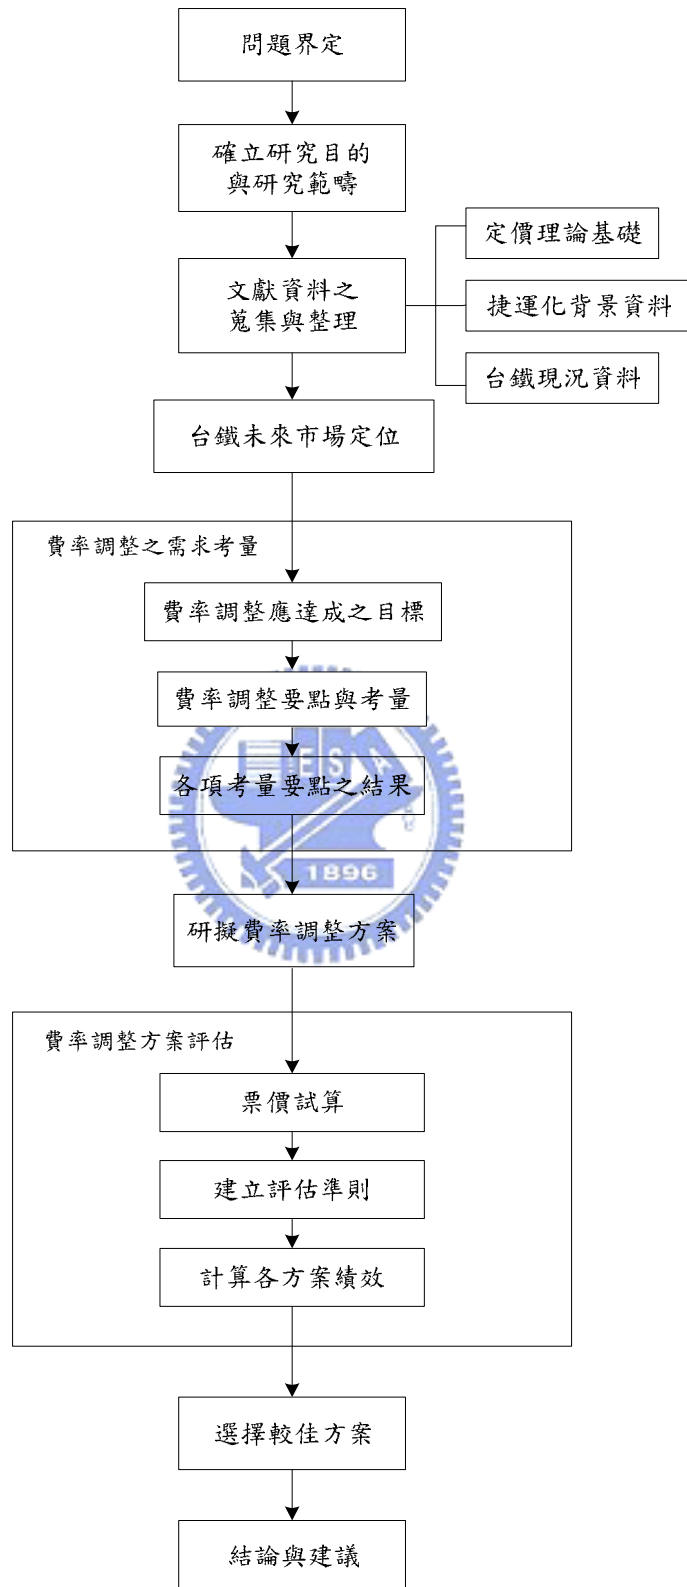 問題界定
確立研究目的
與研究範疇
文獻資料之
蒐集與整理
定價理論基礎
捷運化背景資料
台鐵現況資料
台鐵未來市場定位
費率調整之需求考量
費率調整應達成之目標
費率調整要點與考量
ES
各項考量要點之結果
1896
研擬費率調整方案
費率調整方案評估
票價試算
建立評估準則
計算各方案績效
選擇較佳方案
結論與建議